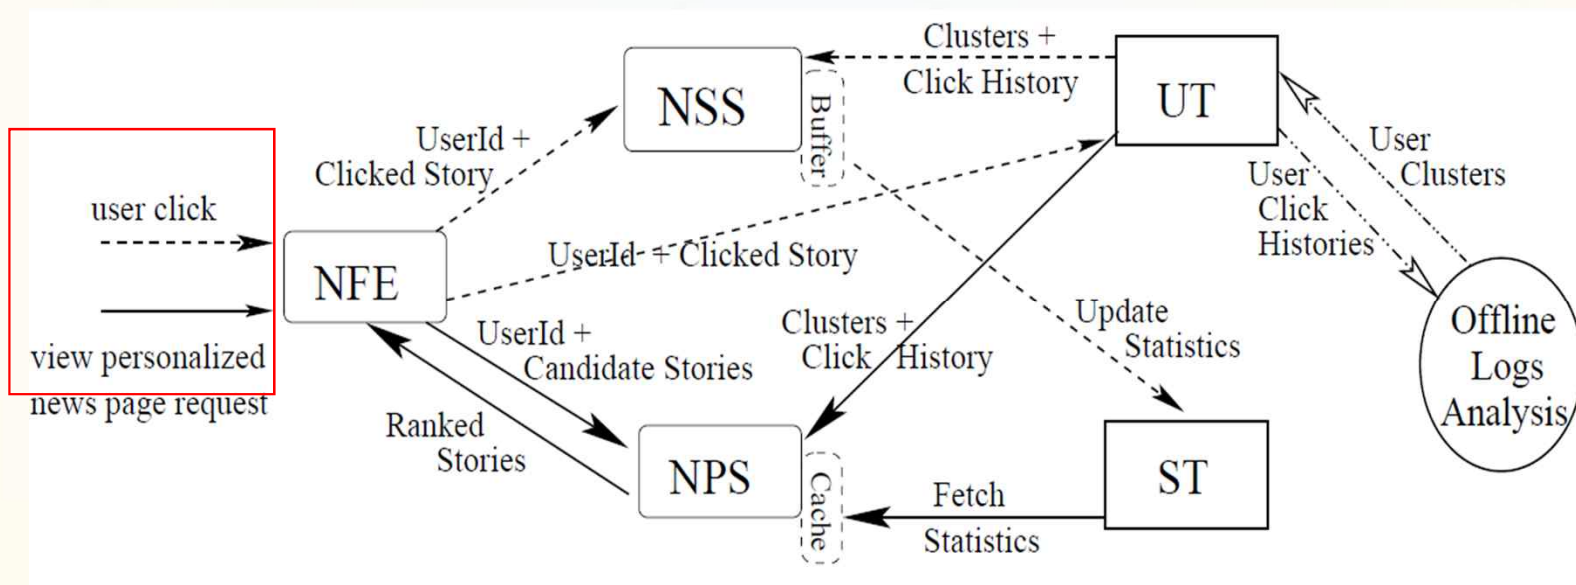 Clusters +
Click History
NSS
Buffer
UT
UserId +
Clicked Story
User
Clusters
User
Click
Histories
user click
NFE
UserId + Clicked Story
view personalized
news page request
UserId +
Candidate Stories
Clusters +
Click History
Update
Statistics
Offline
Logs
Analysis
Ranked
Stories
NPS
Cache
Fetch
Statistics
ST